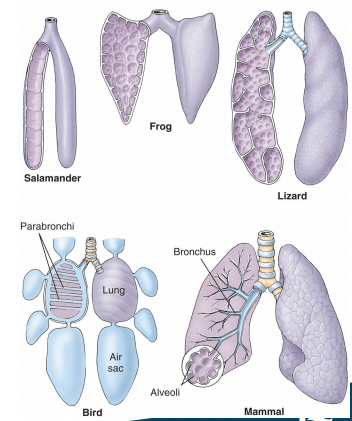 Salamander
Frog
Lizard
Parabronchi
Lung
Air
sac
Bird
Bronchus
Alveoli
Mammal